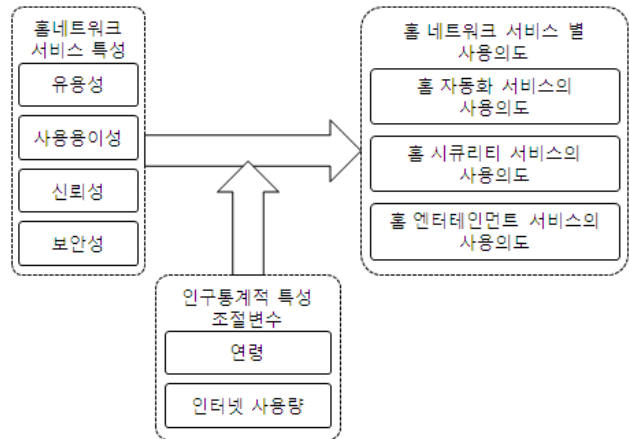 홈네트워크
서비스 특성
유용성
사용용이성
신뢰성
보안성
홈 네트워크 서비스 별
사용의도
홈 자동화 서비스의
사용의도
홈 시큐리티 서비스의
사용의도
홈 엔터테인먼트 서비스의
사용의도
인구통계적 특성
조절변수
연령
인터넷 사용량